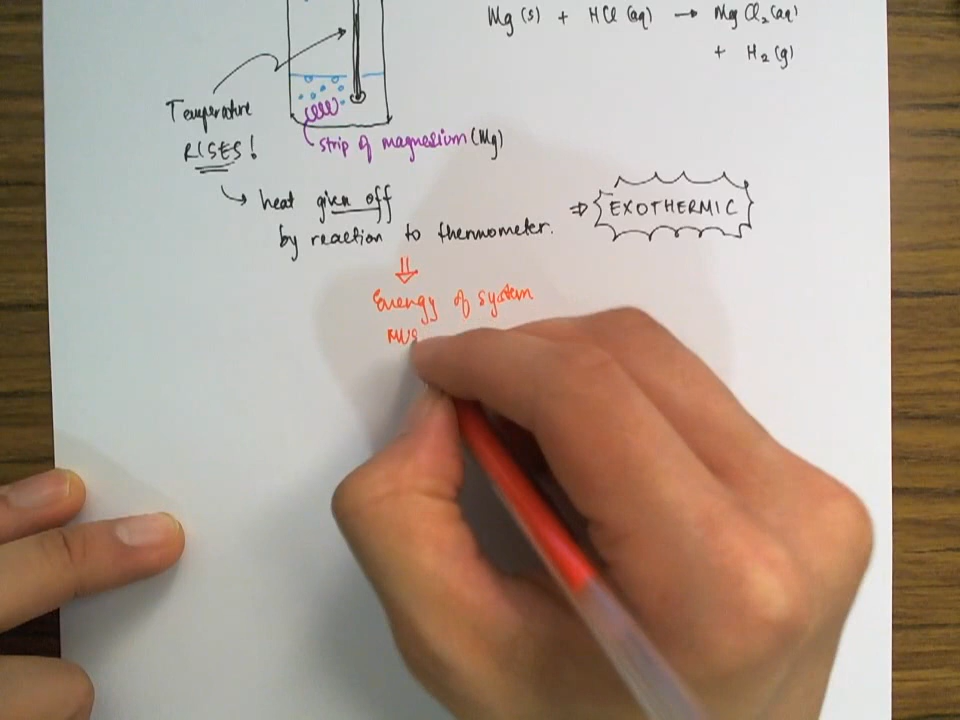 Mg (s) + HCl (aq) → MgCl₂ (aq)
+ H₂ (g)
Temperature
RISES!
strip of magnesium (Mg)
↳ heat given off
by reaction to thermometer.
⇒ EXOTHERMIC
⇓
Energy of system
MUS